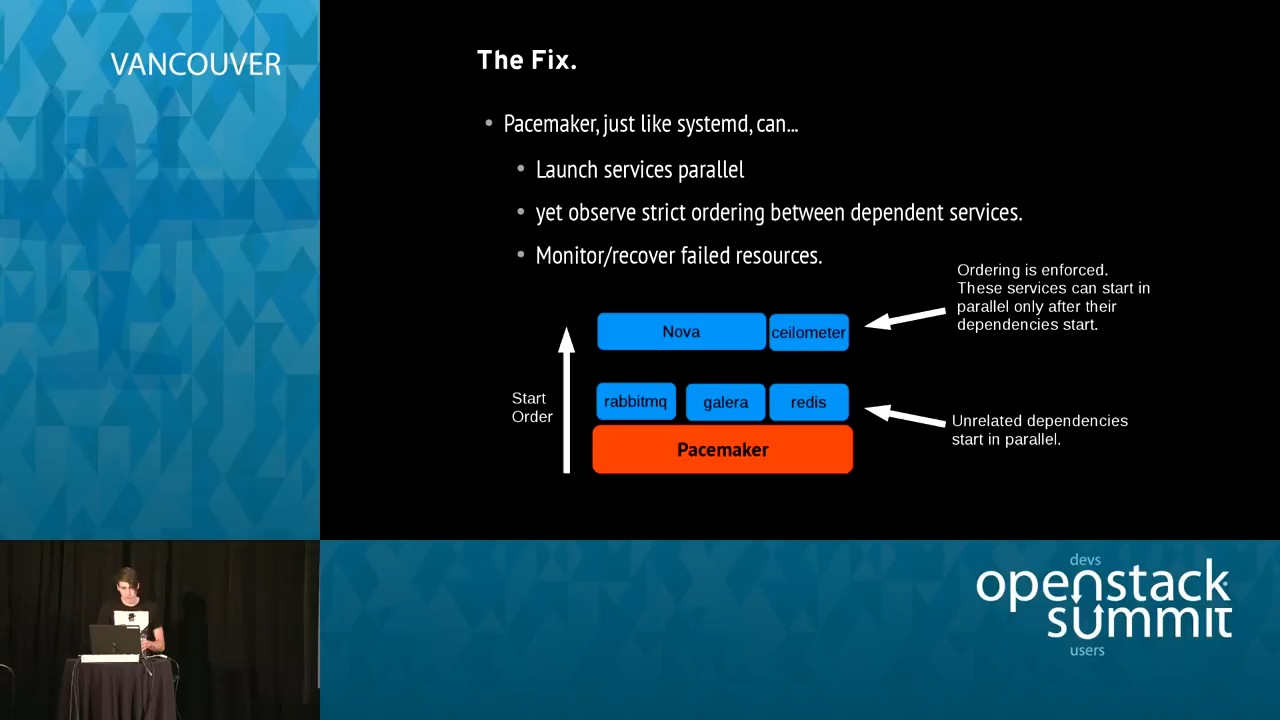 VANCOUVER
The Fix.
• Pacemaker, just like systemd, can...
• Launch services parallel
• yet observe strict ordering between dependent services.
• Monitor/recover failed resources.
Ordering is enforced.
These services can start in
parallel only after their
dependencies start.
Nova
ceilometer
Start
Order
rabbitmq
galera
redis
Unrelated dependencies
start in parallel.
Pacemaker
devs
openstack
summit
users